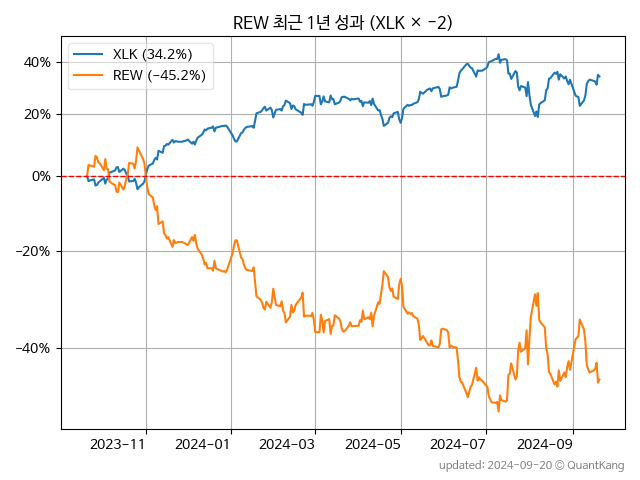 REW 최근 1년 성과 (XLK × −2)
XLK (34.2%)
REW (−45.2%)
40%
20%
0%
−20%
−40%
2023−11
2024−01
2024−03
2024−05
2024−07
2024−09
updated: 2024−09−20 © QuantKang